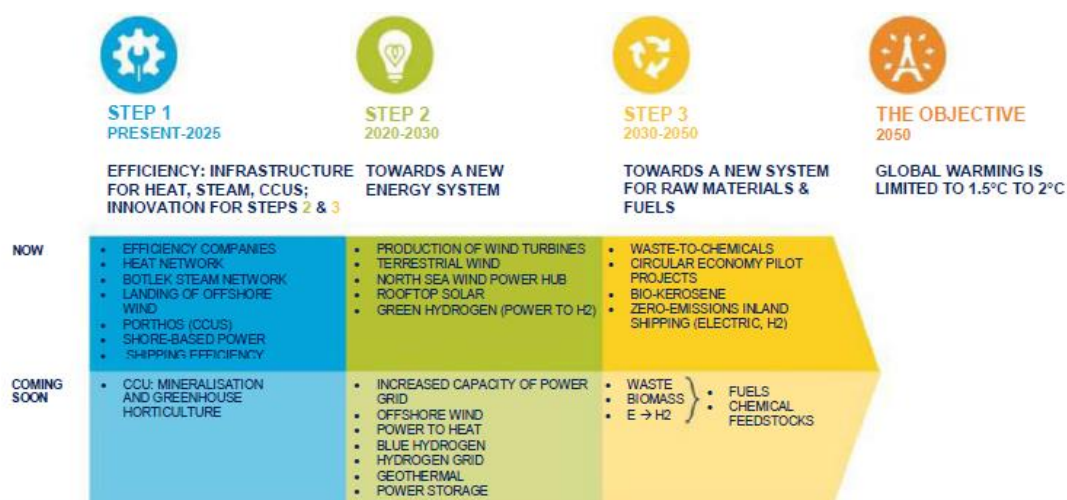 STEP 1
PRESENT-2025
EFFICIENCY: INFRASTRUCTURE
FOR HEAT, STEAM, CCUS;
INNOVATION FOR STEPS 2 & 3
STEP 2
2020-2030
TOWARDS A NEW
ENERGY SYSTEM
STEP 3
2030-2050
TOWARDS A NEW SYSTEM
FOR RAW MATERIALS &
FUELS
THE OBJECTIVE
2050
GLOBAL WARMING IS
LIMITED TO 1.5°C TO 2°C
NOW
• EFFICIENCY COMPANIES
• HEAT NETWORK
• BOTLEK STEAM NETWORK
• LANDING OF OFFSHORE
WIND
• PORTHOS (CCUS)
• SHORE-BASED POWER
• SHIPPING EFFICIENCY
• PRODUCTION OF WIND TURBINES
• TERRESTRIAL WIND
• NORTH SEA WIND POWER HUB
• ROOFTOP SOLAR
• GREEN HYDROGEN (POWER TO H2)
• WASTE-TO-CHEMICALS
• CIRCULAR ECONOMY PILOT
PROJECTS
• BIO-KEROSENE
• ZERO-EMISSIONS INLAND
SHIPPING (ELECTRIC, H2)
COMING
SOON
• CCU: MINERALISATION
AND GREENHOUSE
HORTICULTURE
• INCREASED CAPACITY OF POWER
GRID
• OFFSHORE WIND
• POWER TO HEAT
• BLUE HYDROGEN
• HYDROGEN GRID
• GEOTHERMAL
• POWER STORAGE
• WASTE
• BIOMASS
• E → H2
• FUELS
• CHEMICAL
FEEDSTOCKS